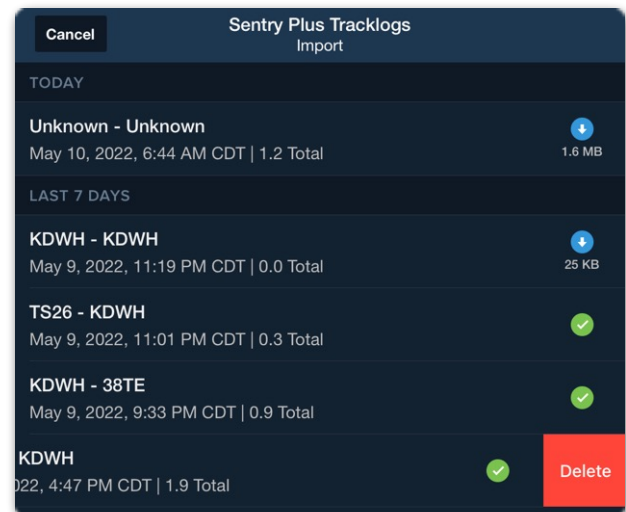 Cancel
Sentry Plus Tracklogs
Import
TODAY
Unknown - Unknown
May 10, 2022, 6:44 AM CDT | 1.2 Total
1.6 MB
LAST 7 DAYS
KDWH - KDWH
May 9, 2022, 11:19 PM CDT | 0.0 Total
25 KB
TS26 - KDWH
May 9, 2022, 11:01 PM CDT | 0.3 Total
KDWH - 38TE
May 9, 2022, 9:33 PM CDT | 0.9 Total
KDWH
022, 4:47 PM CDT | 1.9 Total
Delete